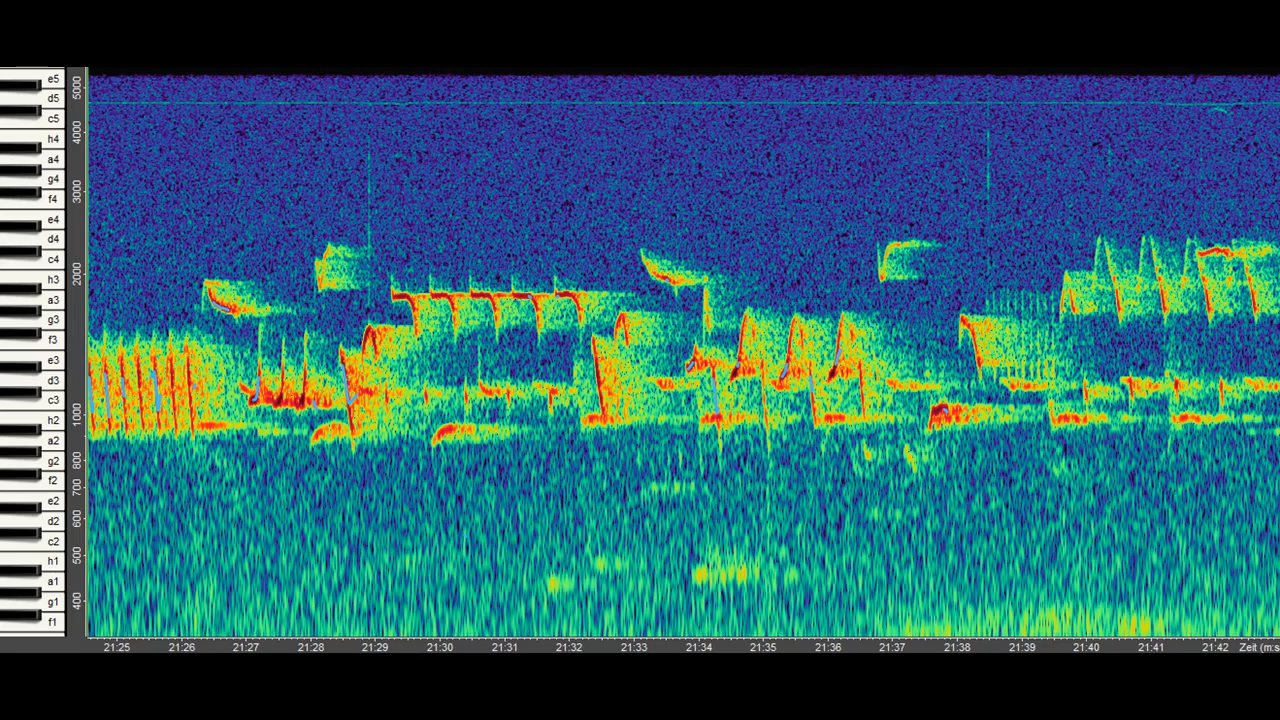 e5
d5
c5
h4
a4
g4
f4
e4
d4
c4
h3
a3
g3
f3
e3
d3
c3
h2
a2
g2
f2
e2
d2
c2
h1
a1
g1
f1
5000
4000
3000
2000
1000
800
700
600
500
400
21:25 21:26 21:27 21:28 21:29 21:30 21:31 21:32 21:33 21:34 21:35 21:36 21:37 21:38 21:39 21:40 21:41 21:42 Zeit (m:s